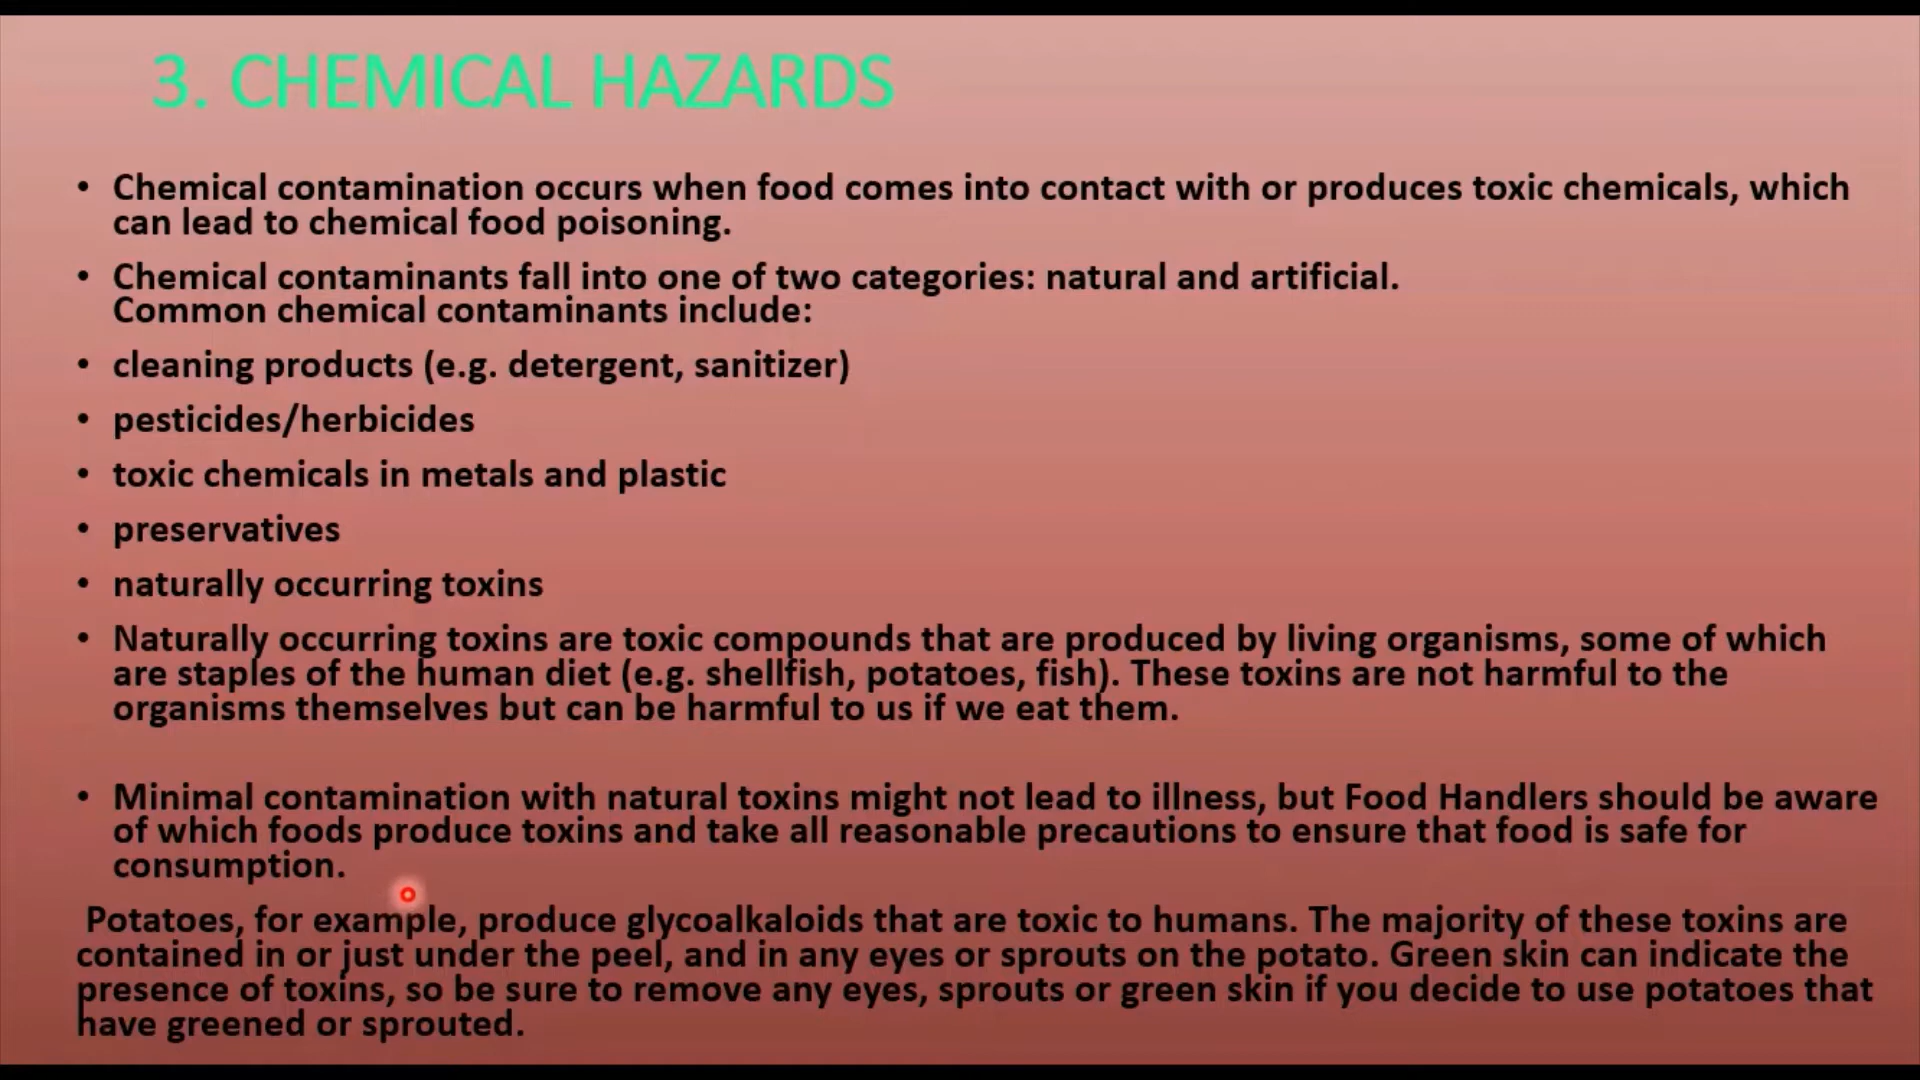 3. CHEMICAL HAZARDS
• Chemical contamination occurs when food comes into contact with or produces toxic chemicals, which
can lead to chemical food poisoning.
• Chemical contaminants fall into one of two categories: natural and artificial.
Common chemical contaminants include:
• cleaning products (e.g. detergent, sanitizer)
• pesticides/herbicides
• toxic chemicals in metals and plastic
• preservatives
• naturally occurring toxins
• Naturally occurring toxins are toxic compounds that are produced by living organisms, some of which
are staples of the human diet (e.g. shellfish, potatoes, fish). These toxins are not harmful to the
organisms themselves but can be harmful to us if we eat them.
• Minimal contamination with natural toxins might not lead to illness, but Food Handlers should be aware
of which foods produce toxins and take all reasonable precautions to ensure that food is safe for
consumption.
Potatoes, for example, produce glycoalkaloids that are toxic to humans. The majority of these toxins are
contained in or just under the peel, and in any eyes or sprouts on the potato. Green skin can indicate the
presence of toxins, so be sure to remove any eyes, sprouts or green skin if you decide to use potatoes that
have greened or sprouted.